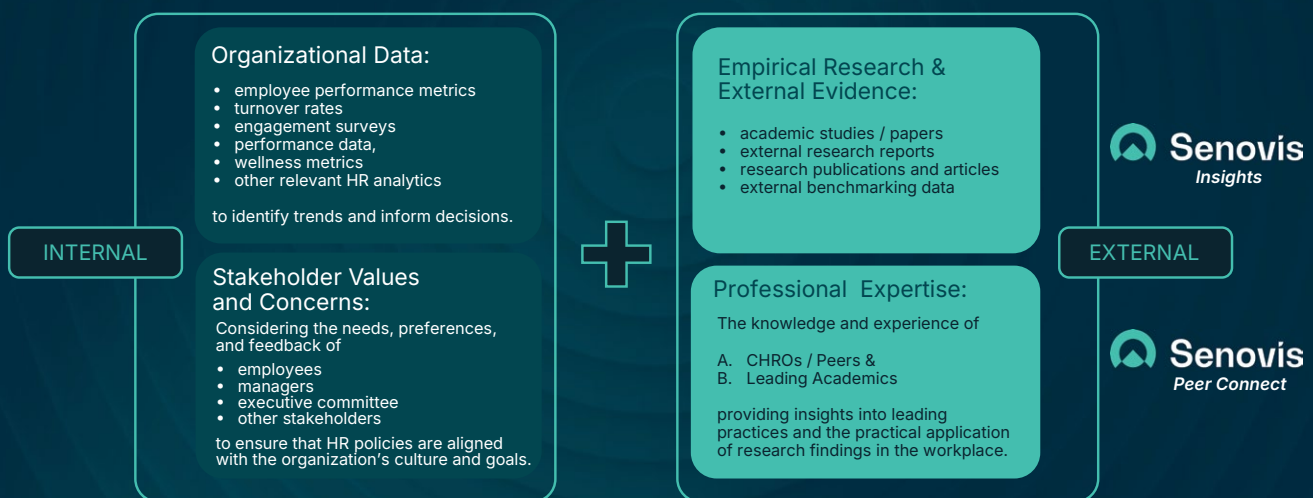 Organizational Data:
• employee performance metrics
• turnover rates
• engagement surveys
• performance data,
• wellness metrics
• other relevant HR analytics
to identify trends and inform decisions.
INTERNAL
Stakeholder Values
and Concerns:
Considering the needs, preferences,
and feedback of
• employees
• managers
• executive committee
• other stakeholders
to ensure that HR policies are aligned
with the organization’s culture and goals.
Empirical Research &
External Evidence:
• academic studies / papers
• external research reports
• research publications and articles
• external benchmarking data
Professional Expertise:
The knowledge and experience of
A. CHROs / Peers &
B. Leading Academics
providing insights into leading
practices and the practical application
of research findings in the workplace.
Senovis
Insights
EXTERNAL
Senovis
Peer Connect